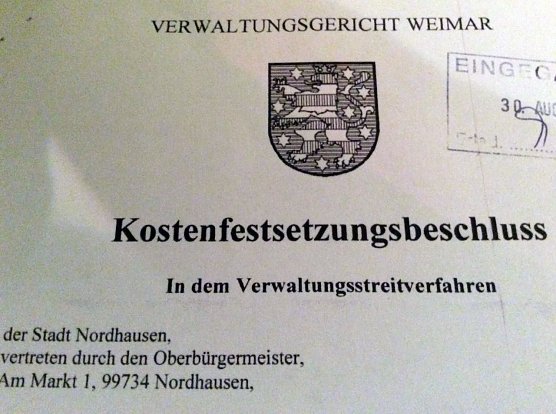 VERWALTUNGSGERICHT WEIMAR
EINGEGA
30. AUG
Kostenfestsetzungsbeschluss
In dem Verwaltungsstreitverfahren
der Stadt Nordhausen,
vertreten durch den Oberbürgermeister,
Am Markt 1, 99734 Nordhausen,